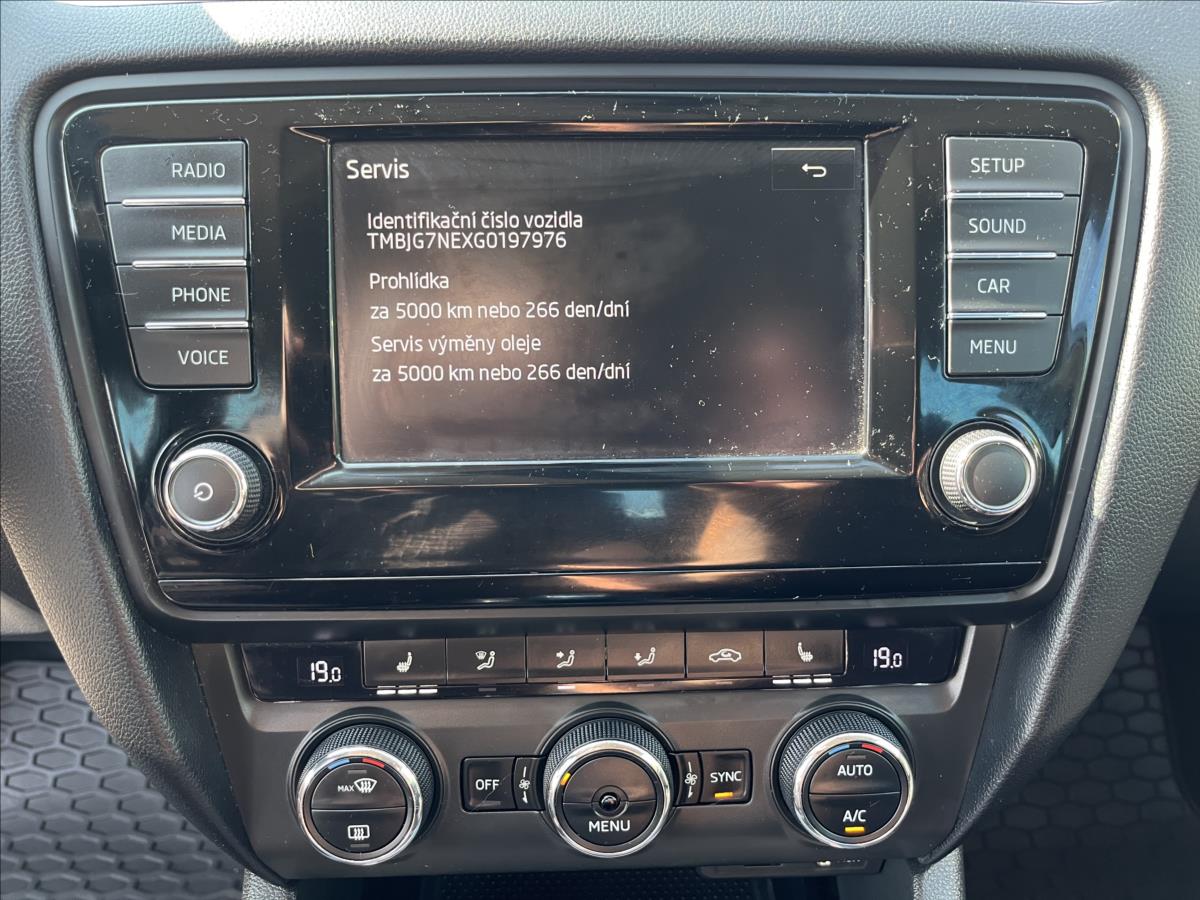 Servis
Identifikační číslo vozidla
TMBJG7NEXG0197976
Prohlídka
za 5000 km nebo 266 den/dní
Servis výměny oleje
za 5000 km nebo 266 den/dní
RADIO
MEDIA
PHONE
VOICE
SETUP
SOUND
CAR
MENU
19.0
19.0
MAX
OFF
MENU
SYNC
AUTO
A/C